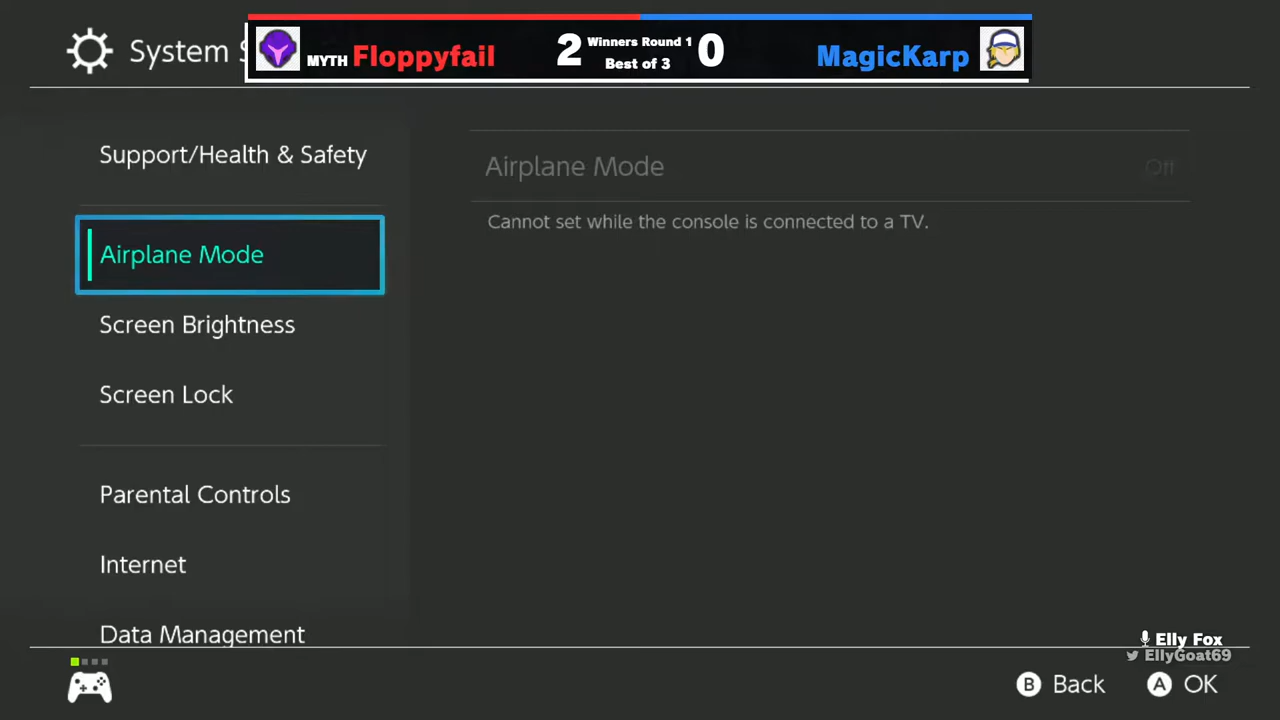 System S
MYTH Floppyfail
2
Winners Round 1
Best of 3
0
MagicKarp
Support/Health & Safety
Airplane Mode
Screen Brightness
Screen Lock
Parental Controls
Internet
Data Management
Airplane Mode Off
Cannot set while the console is connected to a TV.
Elly Fox
EllyGoat69
B Back A OK